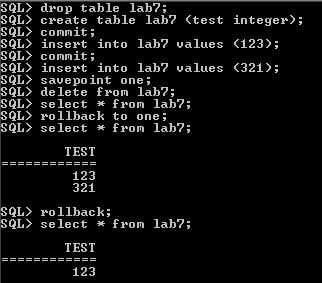 SQL> drop table lab7;
SQL> create table lab7 (test integer);
SQL> commit;
SQL> insert into lab7 values (123);
SQL> commit;
SQL> insert into lab7 values (321);
SQL> savepoint one;
SQL> delete from lab7;
SQL> select * from lab7;
SQL> rollback to one;
SQL> select * from lab7;
TEST
============
123
321
SQL> rollback;
SQL> select * from lab7;
TEST
============
123